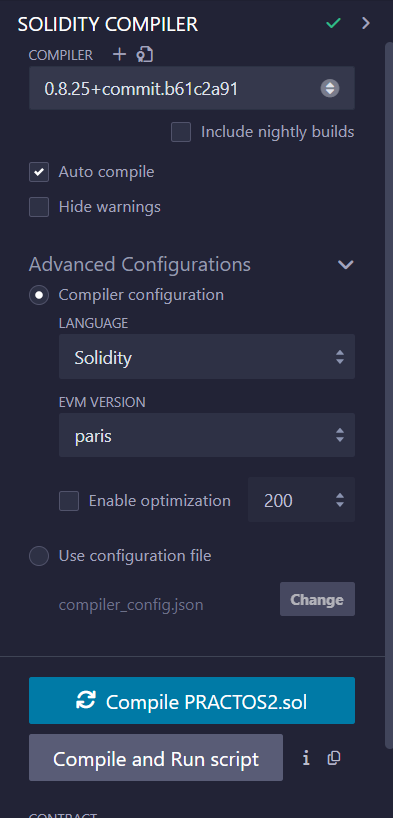 SOLIDITY COMPILER
COMPILER
0.8.25+commit.b61c2a91
Include nightly builds
Auto compile
Hide warnings
Advanced Configurations
Compiler configuration
LANGUAGE
Solidity
EVM VERSION
paris
Enable optimization 200
Use configuration file
compiler_config.json Change
Compile PRACTOS2.sol
Compile and Run script
CONTRACT